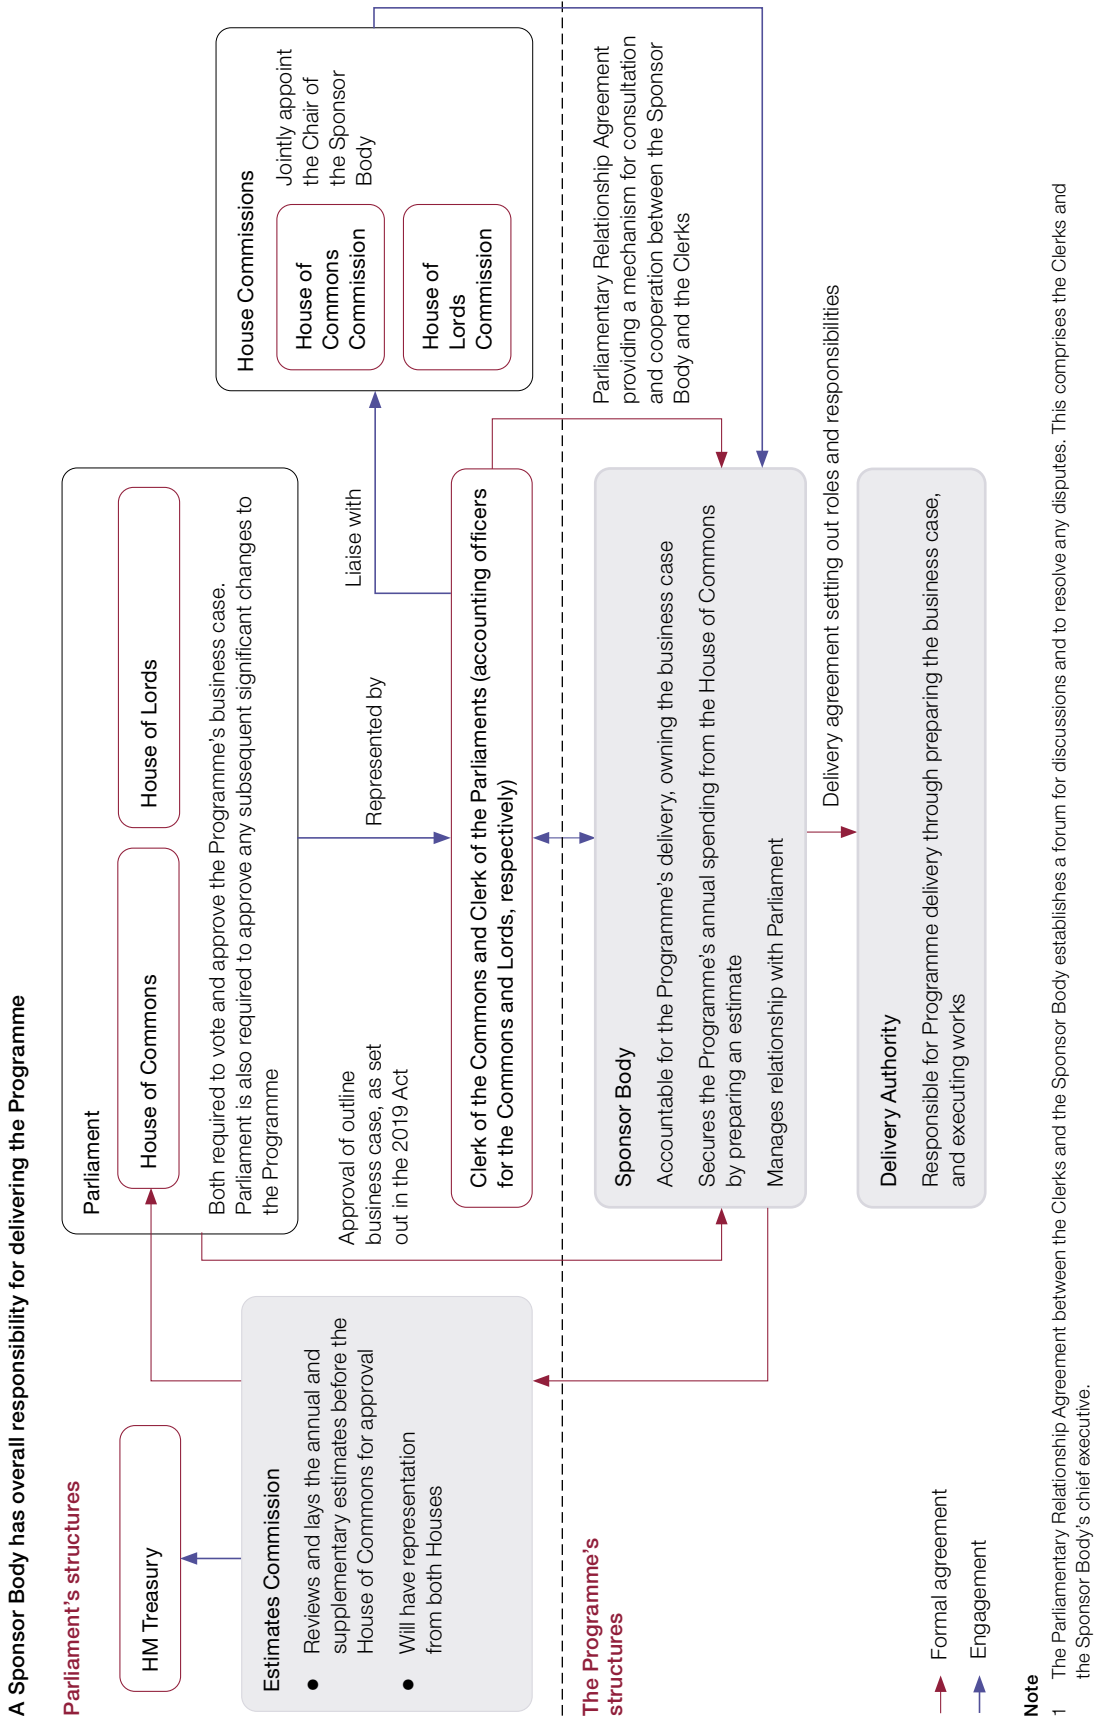 A Sponsor Body has overall responsibility for delivering the Programme
Parliament's structures
HM Treasury
Estimates Commission
● Reviews and lays the annual and
supplementary estimates before the
House of Commons for approval
● Will have representation
from both Houses
Parliament
House of Commons
House of Lords
Both required to vote and approve the Programme's business case.
Parliament is also required to approve any subsequent significant changes to
the Programme
Approval of outline
business case, as set
out in the 2019 Act
Represented by
Liaise with
House Commissions
House of
Commons
Commission
House of
Lords
Commission
Jointly appoint
the Chair of
the Sponsor
Body
Clerk of the Commons and Clerk of the Parliaments (accounting officers
for the Commons and Lords, respectively)
The Programme's
structures
Parliamentary Relationship Agreement
providing a mechanism for consultation
and cooperation between the Sponsor
Body and the Clerks
Sponsor Body
Accountable for the Programme's delivery, owning the business case
Secures the Programme's annual spending from the House of Commons
by preparing an estimate
Manages relationship with Parliament
Delivery agreement setting out roles and responsibilities
Delivery Authority
Responsible for Programme delivery through preparing the business case,
and executing works
Formal agreement
Engagement
Note
1 The Parliamentary Relationship Agreement between the Clerks and the Sponsor Body establishes a forum for discussions and to resolve any disputes. This comprises the Clerks and
the Sponsor Body's chief executive.